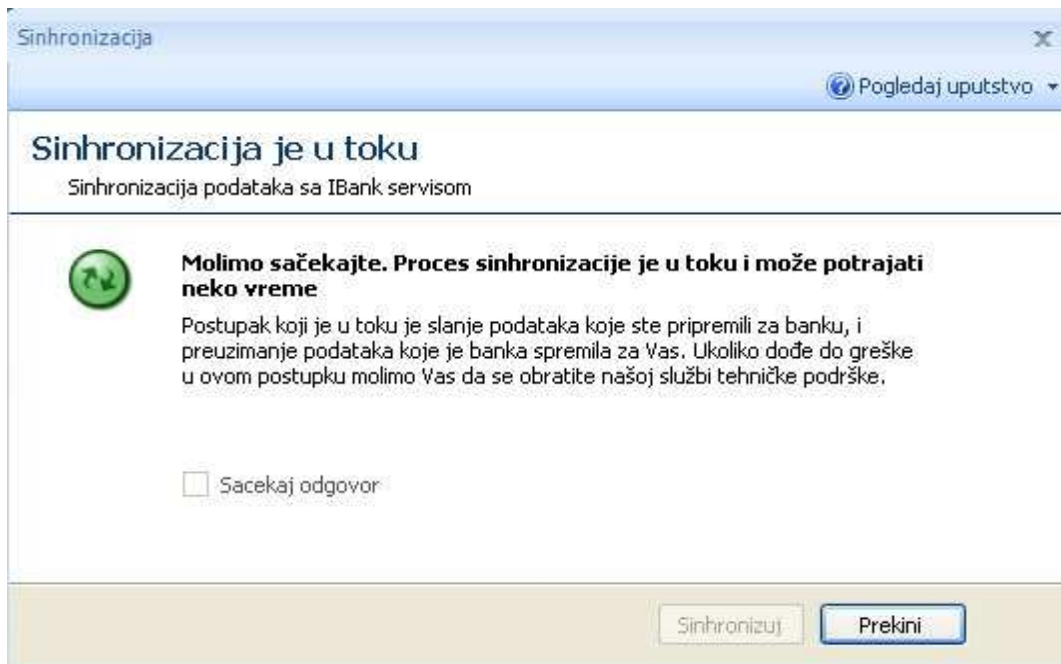 Sinhronizacija
Pogledaj uputstvo
Sinhronizacija je u toku
Sinhronizacija podataka sa IBank servisom
Molimo sačekajte. Proces sinhronizacije je u toku i može potrajati
neko vreme
Postupak koji je u toku je slanje podataka koje ste pripremili za banku, i
preuzimanje podataka koje je banka spremila za Vas. Ukoliko dođe do greške
u ovom postupku molimo Vas da se obratite našoj službi tehničke podrške.
Sacekaj odgovor
Sinhronizuj
Prekini